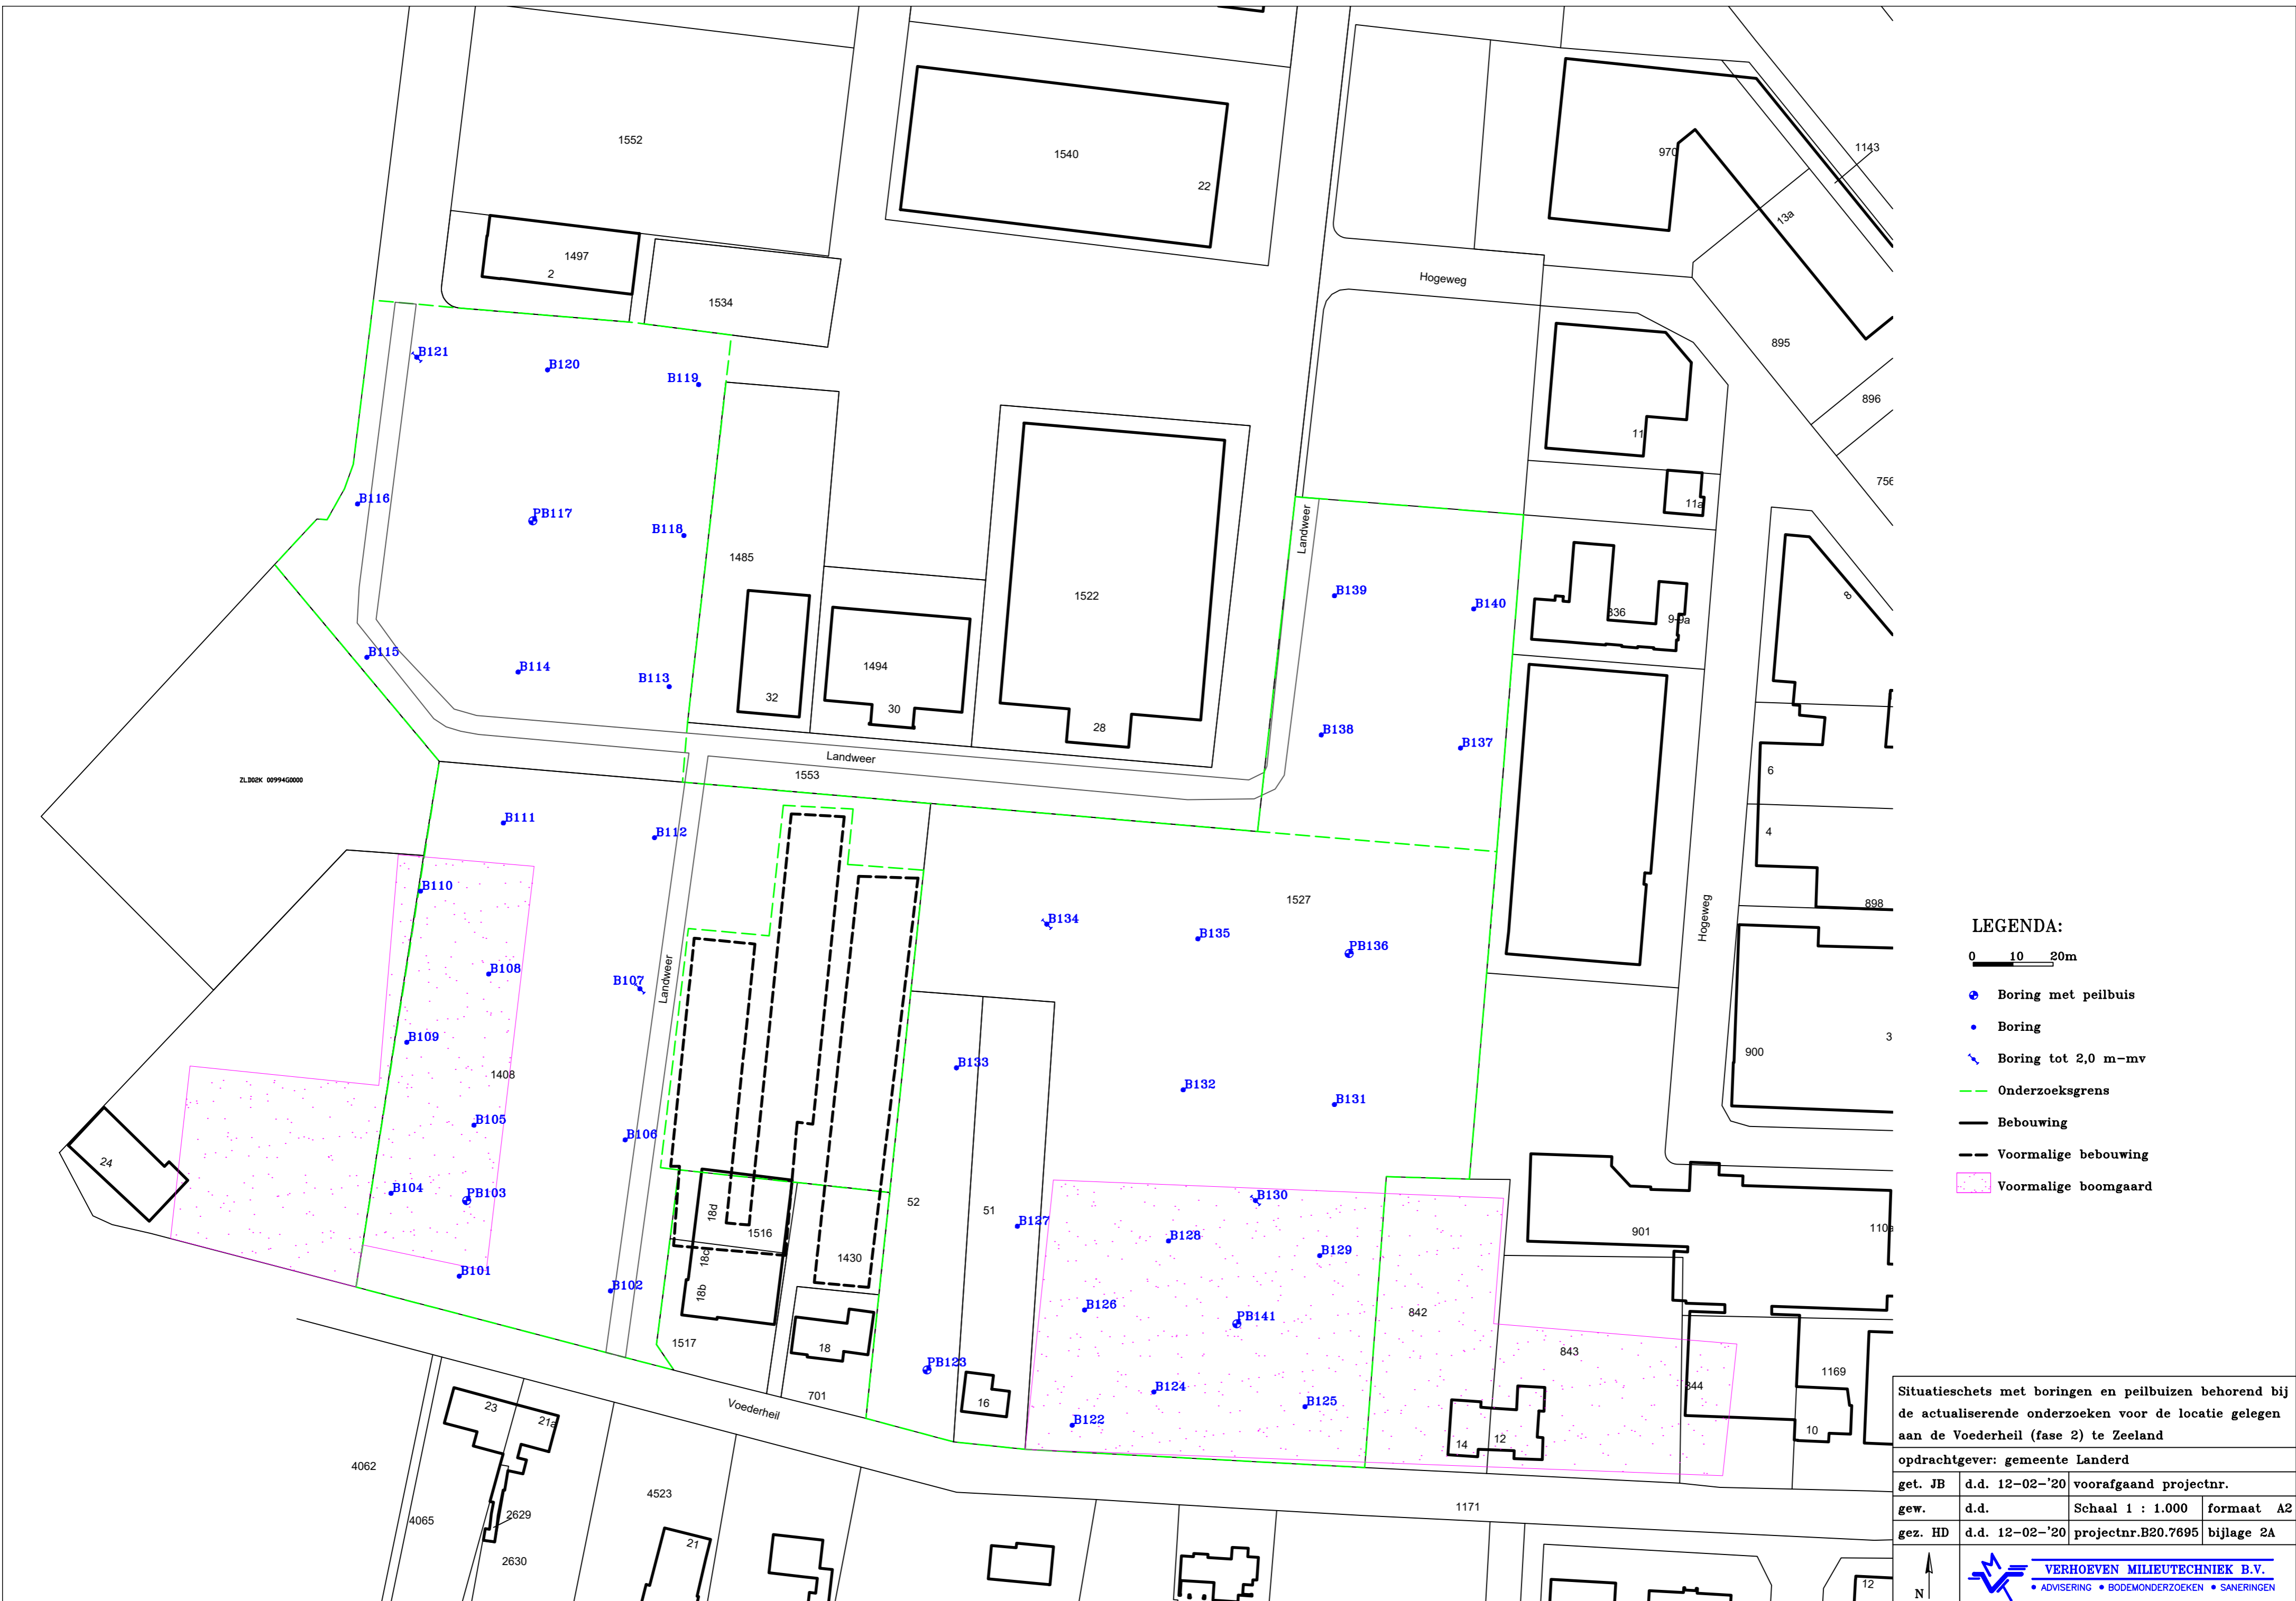 1552
1540
22
970
1143
13a
1497
2
1534
Hogeweg
895
896
756
11
11a
B121
B120
B119
B116
PB117
B118
1485
1522
Landweer
B139
B140
836
9-9a
8
B115
B114
B113
32
1494
30
28
B138
B137
6
4
Landweer
1553
ZLD02K 00994G0000
B111
B112
B110
1527
898
Hogeweg
B134
B135
PB136
B108
B107
Landweer
B109
1408
900
3
B133
B132
B131
B105
B106
24
B104
PB103
52
51
B127
B130
B128
B129
901
110a
18d
1516
18c
1430
18b
B101
B102
B126
PB141
842
843
1517
18
PB123
B124
B125
844
1169
701
16
B122
14
12
10
Voederheil
23
21a
4062
4065
2629
2630
4523
21
1171
12
LEGENDA:
0 10 20m
Boring met peilbuis
Boring
Boring tot 2,0 m-mv
Onderzoeksgrens
Bebouwing
Voormalige bebouwing
Voormalige boomgaard
Situatieschets met boringen en peilbuizen behorend bij
de actualiserende onderzoeken voor de locatie gelegen
aan de Voederheil (fase 2) te Zeeland
opdrachtgever: gemeente Landerd
get. JB d.d. 12-02-'20 voorafgaand projectnr.
gew. d.d. Schaal 1 : 1.000 formaat A2
gez. HD d.d. 12-02-'20 projectnr.B20.7695 bijlage 2A
N
VERHOEVEN MILIEUTECHNIEK B.V.
• ADVISERING • BODEMONDERZOEKEN • SANERINGEN